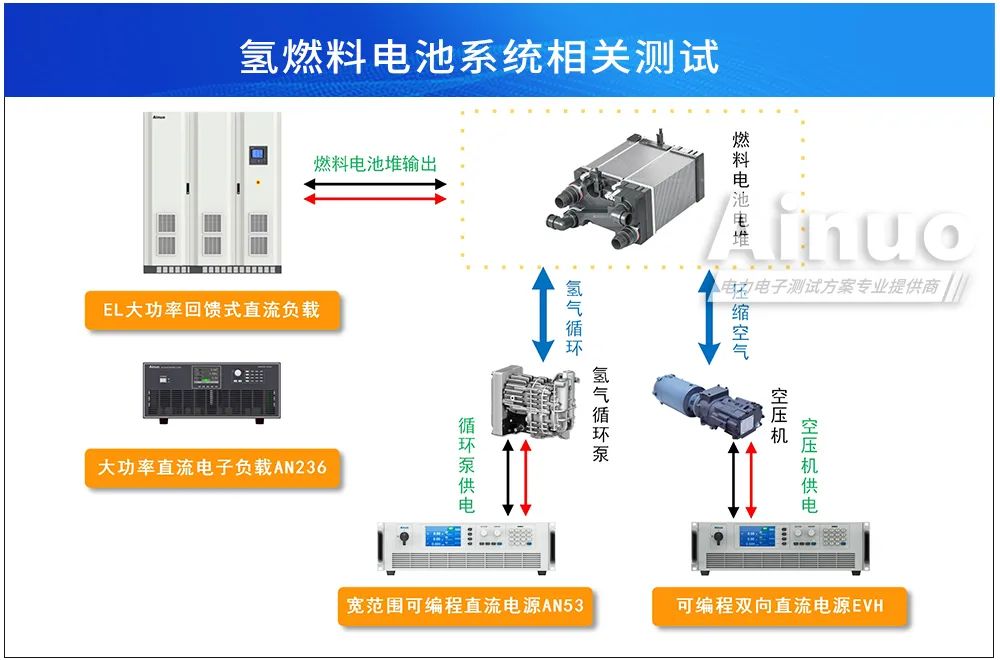 氢燃料电池系统相关测试
Ainuo
燃料电池堆输出
燃料电池电堆
Ainuo
电力电子测试方案专业提供商
EL大功率回馈式直流负载
氢气循环
压缩空气
Ainuo
大功率直流电子负载AN236
循环泵供电
氢气循环泵
空压机
空压机供电
Ainuo
Ainuo
宽范围可编程直流电源AN53
可编程双向直流电源EVH